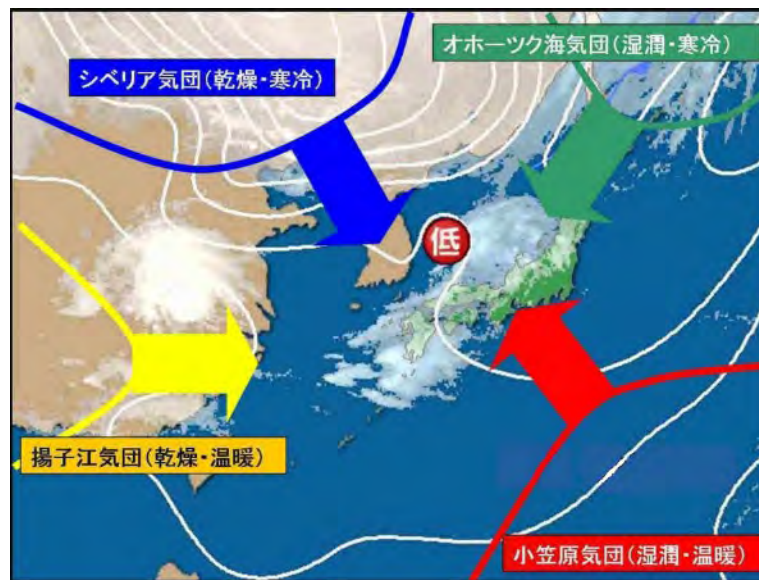 オホーツク海気団(湿潤・寒冷)
シベリア気団(乾燥・寒冷)
低
揚子江気団(乾燥・温暖)
小笠原気団(湿潤・温暖)